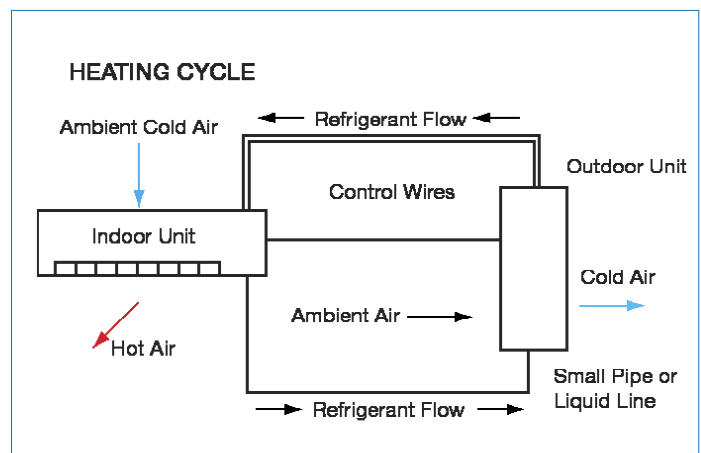 HEATING CYCLE
Refrigerant Flow
Ambient Cold Air
Outdoor Unit
Control Wires
Indoor Unit
Cold Air
Ambient Air
Hot Air
Small Pipe or
Liquid Line
Refrigerant Flow